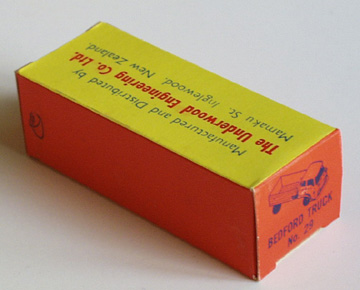 Manufactured and Distributed by
The Underwood Engineering Co. Ltd.
Mamaku St. Inglewood, New Zealand.
BEDFORD TRUCK
No. 29